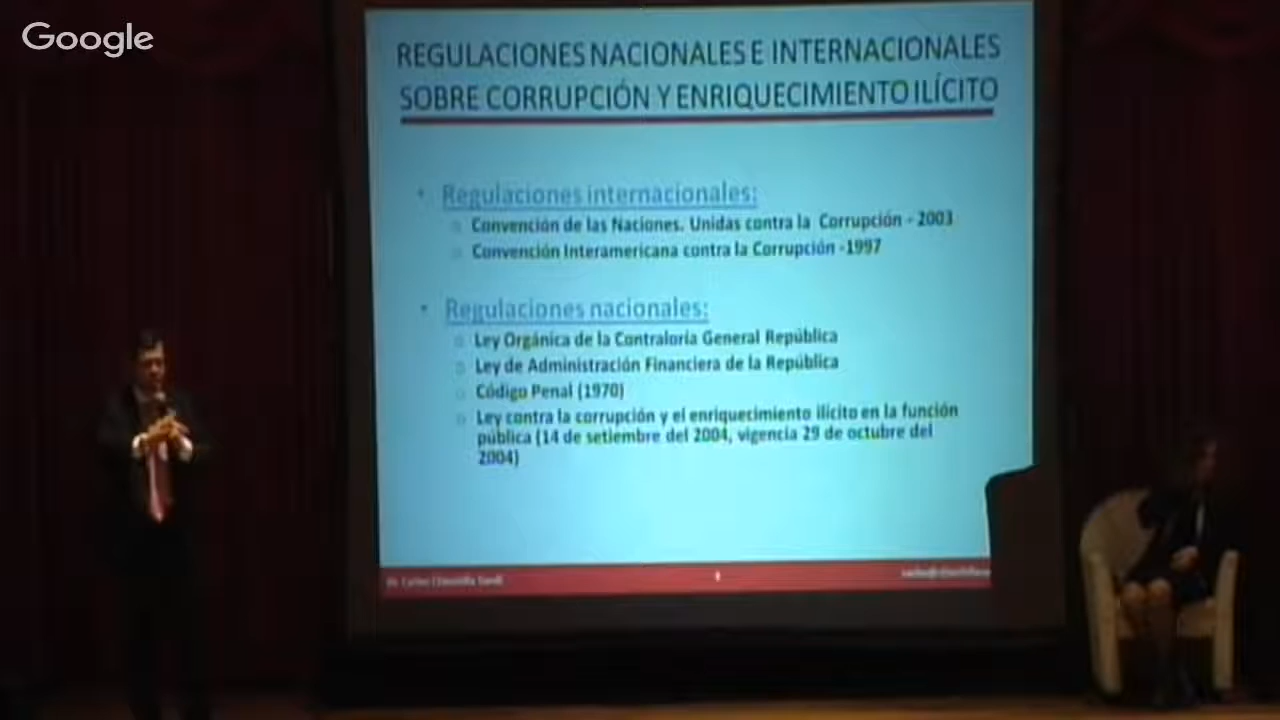 Google
REGULACIONES NACIONALES E INTERNACIONALES
SOBRE CORRUPCIÓN Y ENRIQUECIMIENTO ILÍCITO
• Regulaciones internacionales:
o Convención de las Naciones. Unidas contra la Corrupción - 2003
o Convención Interamericana contra la Corrupción -1997
• Regulaciones nacionales:
o Ley Orgánica de la Contraloría General República
o Ley de Administración Financiera de la República
o Código Penal (1970)
o Ley contra la corrupción y el enriquecimiento ilícito en la función
pública (14 de setiembre del 2004, vigencia 29 de octubre del
2004)